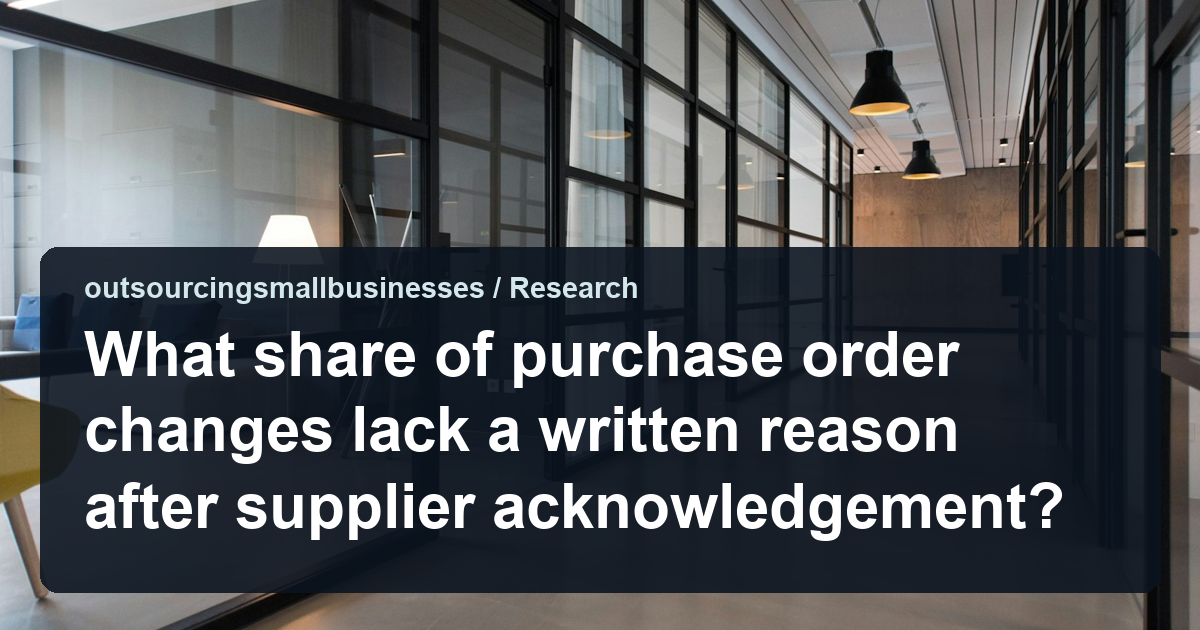 outsourcingsmallbusinesses / Research
What share of purchase order
changes lack a written reason
after supplier acknowledgement?